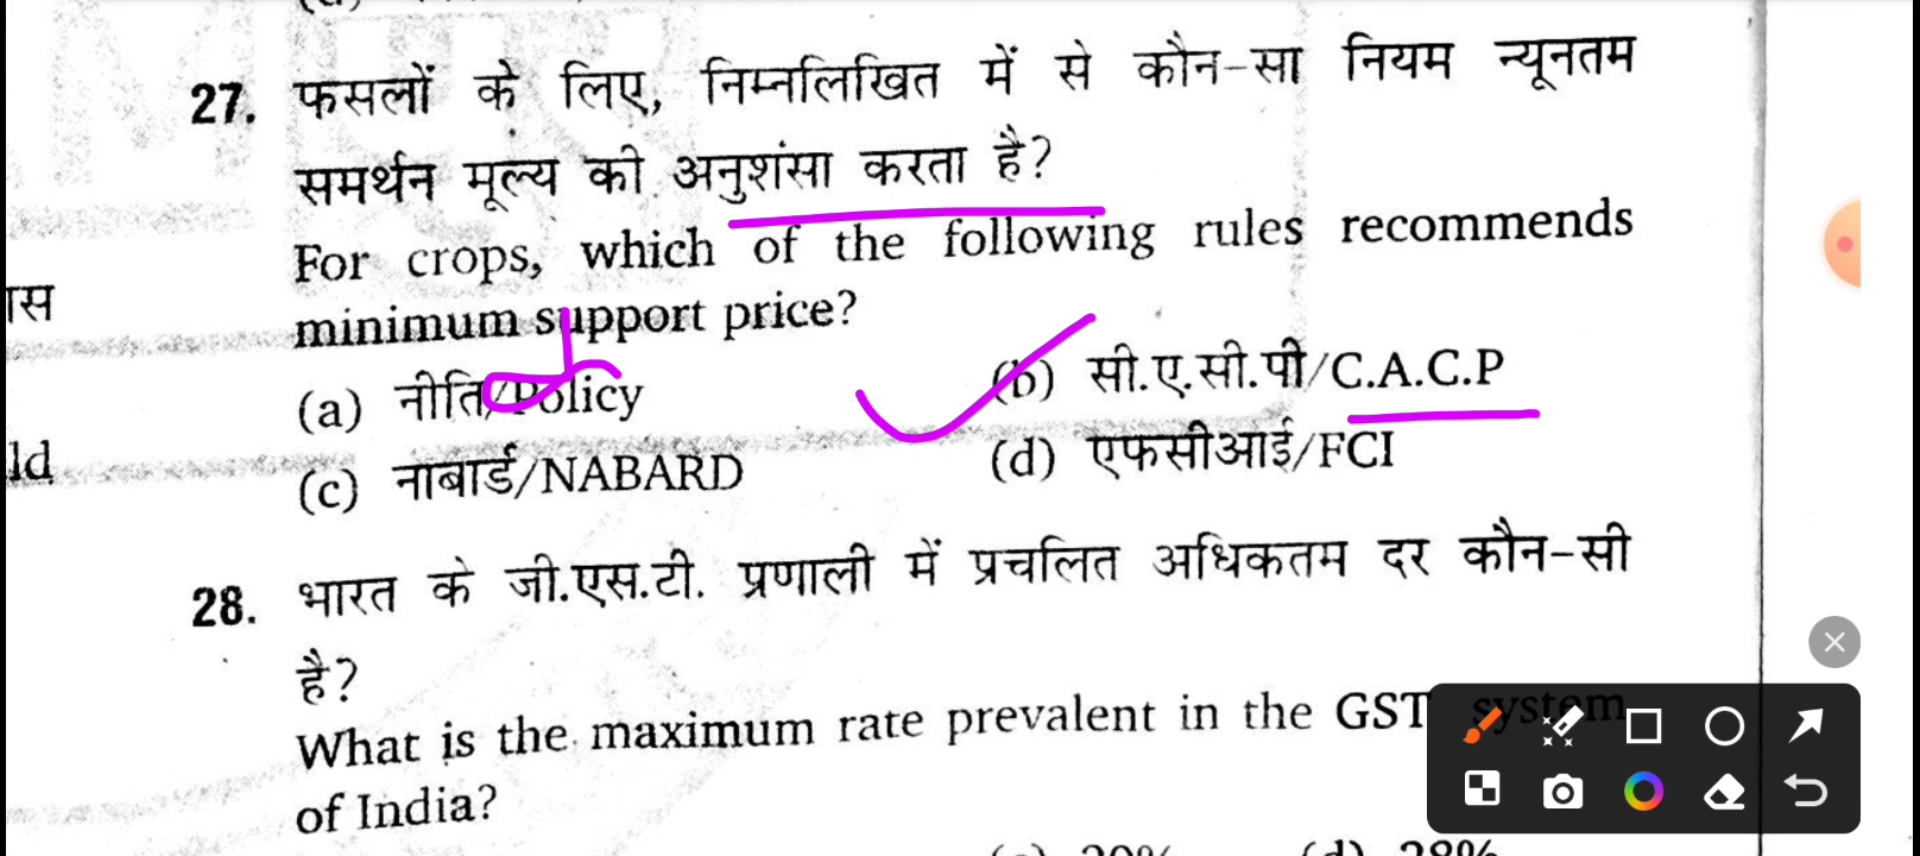 27. फसलों के लिए, निम्नलिखित में से कौन-सा नियम न्यूनतम
समर्थन मूल्य की अनुशंसा करता है?
For crops, which of the following rules recommends
minimum support price?
(a) नीति/Policy (b) सी.ए.सी.पी/C.A.C.P
(c) नाबार्ड/NABARD (d) एफसीआई/FCI
28. भारत के जी.एस.टी. प्रणाली में प्रचलित अधिकतम दर कौन-सी
है?
What is the maximum rate prevalent in the GST system
of India?
(d) 28%